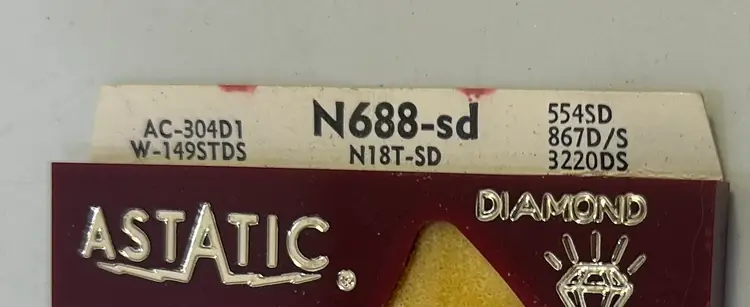 AC-304D1
W-149STDS
N688-sd
N18T-SD
554SD
867D/S
3220DS
ASTATIC
DIAMOND